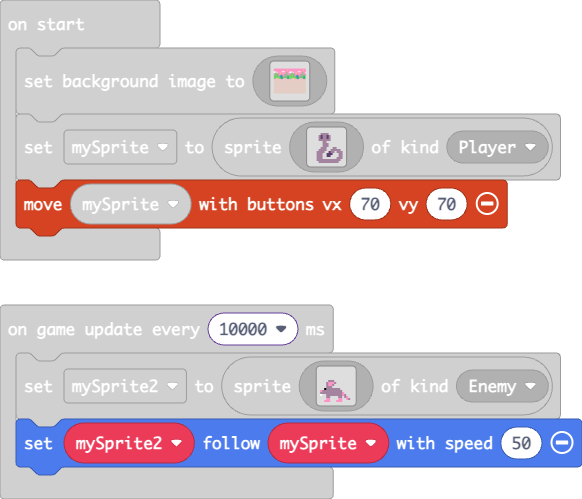 on start
set background image to
set mySprite to sprite of kind Player
move mySprite with buttons vx 70 vy 70
on game update every 10000 ms
set mySprite2 to sprite of kind Enemy
set mySprite2 follow mySprite with speed 50